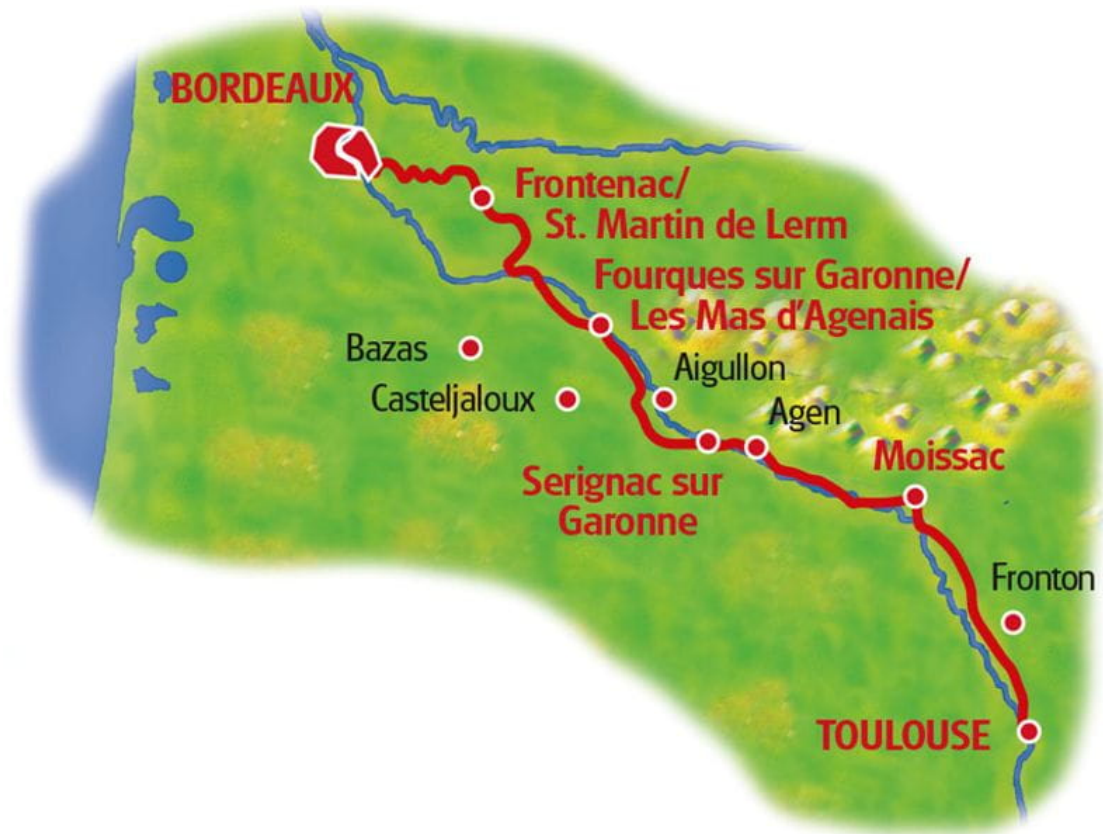 BORDEAUX
Frontenac/
St. Martin de Lerm
Fourques sur Garonne/
Les Mas d'Agenais
Bazas
Aigullon
Casteljaloux
Agen
Moissac
Serignac sur
Garonne
Fronton
TOULOUSE